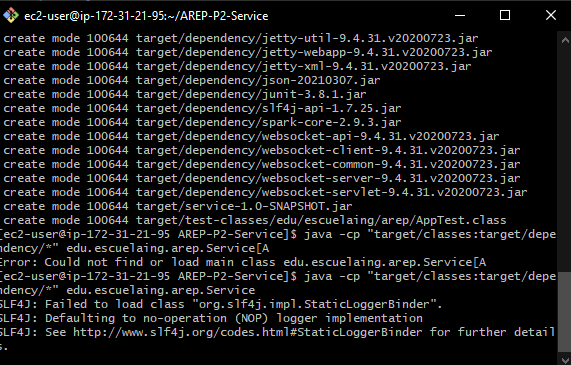 ec2-user@ip-172-31-21-95:~/AREP-P2-Service
create mode 100644 target/dependency/jetty-util-9.4.31.v20200723.jar
create mode 100644 target/dependency/jetty-webapp-9.4.31.v20200723.jar
create mode 100644 target/dependency/jetty-xml-9.4.31.v20200723.jar
create mode 100644 target/dependency/json-20210307.jar
create mode 100644 target/dependency/junit-3.8.1.jar
create mode 100644 target/dependency/slf4j-api-1.7.25.jar
create mode 100644 target/dependency/spark-core-2.9.3.jar
create mode 100644 target/dependency/websocket-api-9.4.31.v20200723.jar
create mode 100644 target/dependency/websocket-client-9.4.31.v20200723.jar
create mode 100644 target/dependency/websocket-common-9.4.31.v20200723.jar
create mode 100644 target/dependency/websocket-server-9.4.31.v20200723.jar
create mode 100644 target/dependency/websocket-servlet-9.4.31.v20200723.jar
create mode 100644 target/service-1.0-SNAPSHOT.jar
create mode 100644 target/test-classes/edu/escuelaing/arep/AppTest.class
[ec2-user@ip-172-31-21-95 AREP-P2-Service]$ java -cp "target/classes:target/depe
ndency/*" edu.escuelaing.arep.Service[A
Error: Could not find or load main class edu.escuelaing.arep.Service[A
[ec2-user@ip-172-31-21-95 AREP-P2-Service]$ java -cp "target/classes:target/depe
ndency/*" edu.escuelaing.arep.Service
SLF4J: Failed to load class "org.slf4j.impl.StaticLoggerBinder".
SLF4J: Defaulting to no-operation (NOP) logger implementation
SLF4J: See http://www.slf4j.org/codes.html#StaticLoggerBinder for further detail
s.